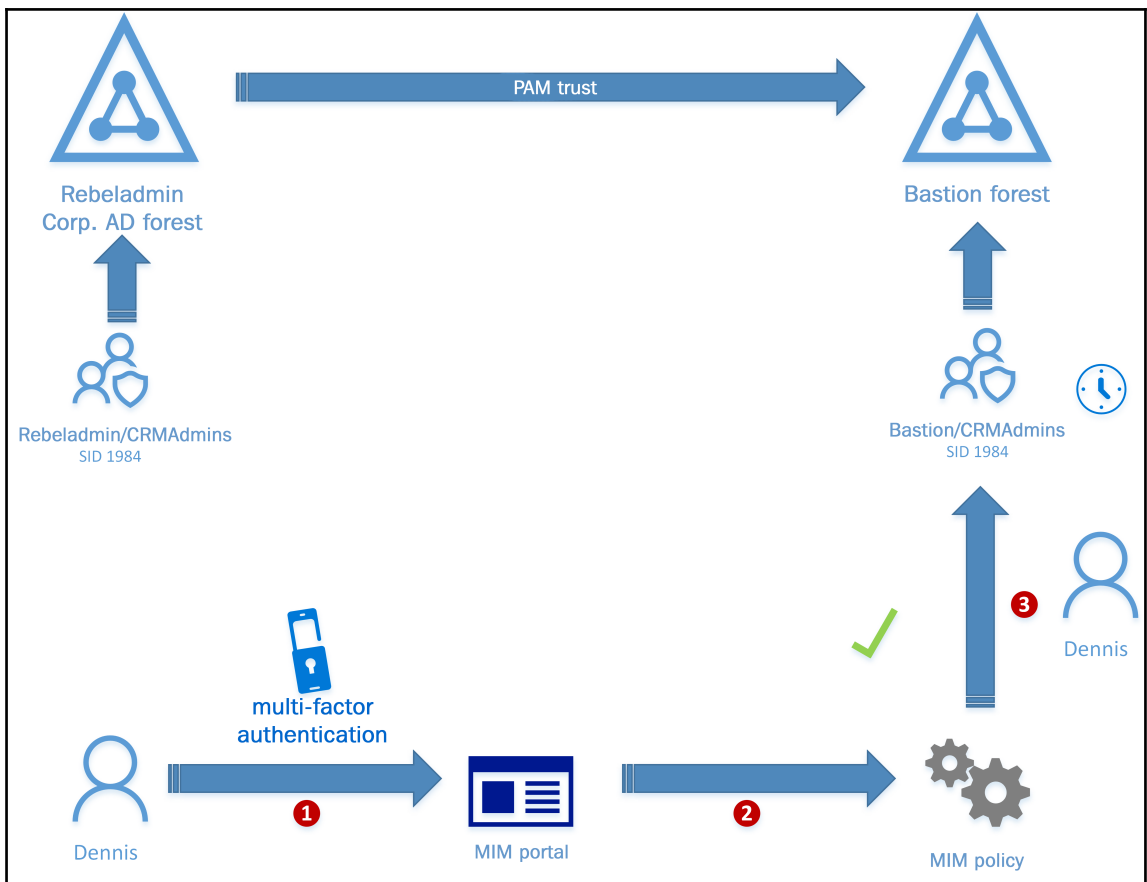 PAM trust
Rebeladmin
Corp. AD forest
Bastion forest
Rebeladmin/CRMAdmins
SID 1984
Bastion/CRMAdmins
SID 1984
3
Dennis
multi-factor
authentication
1
2
Dennis
MIM portal
MIM policy